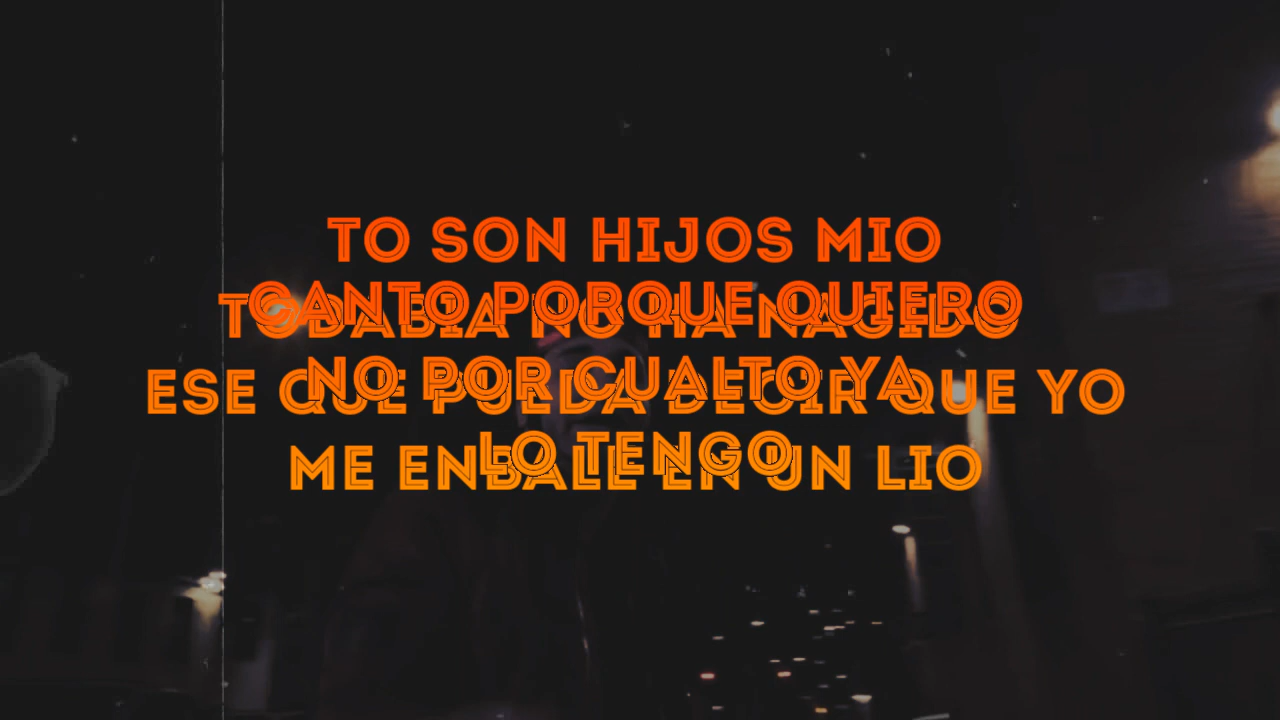 TO SON HIJOS MIO
TODABIA NO HA NACIDO
ESE QUE PUEDA DECIR QUE YO
ME ENBALE EN UN LIO
CANTO PORQUE QUIERO
NO POR CUALTO YA
LO TENGO